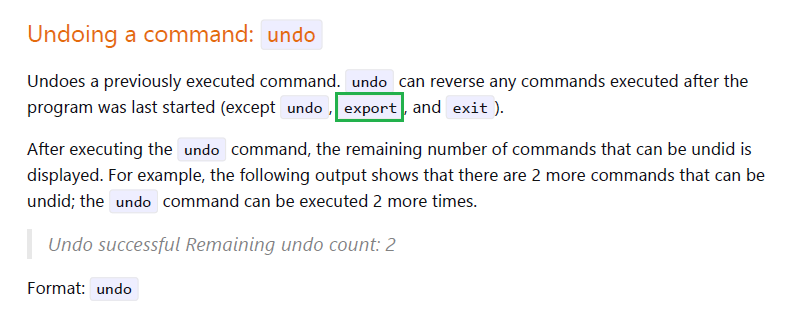 Undoing a command: undo
Undoes a previously executed command. undo can reverse any commands executed after the
program was last started (except undo, export, and exit).
After executing the undo command, the remaining number of commands that can be undid is
displayed. For example, the following output shows that there are 2 more commands that can be
undid; the undo command can be executed 2 more times.
Undo successful Remaining undo count: 2
Format: undo